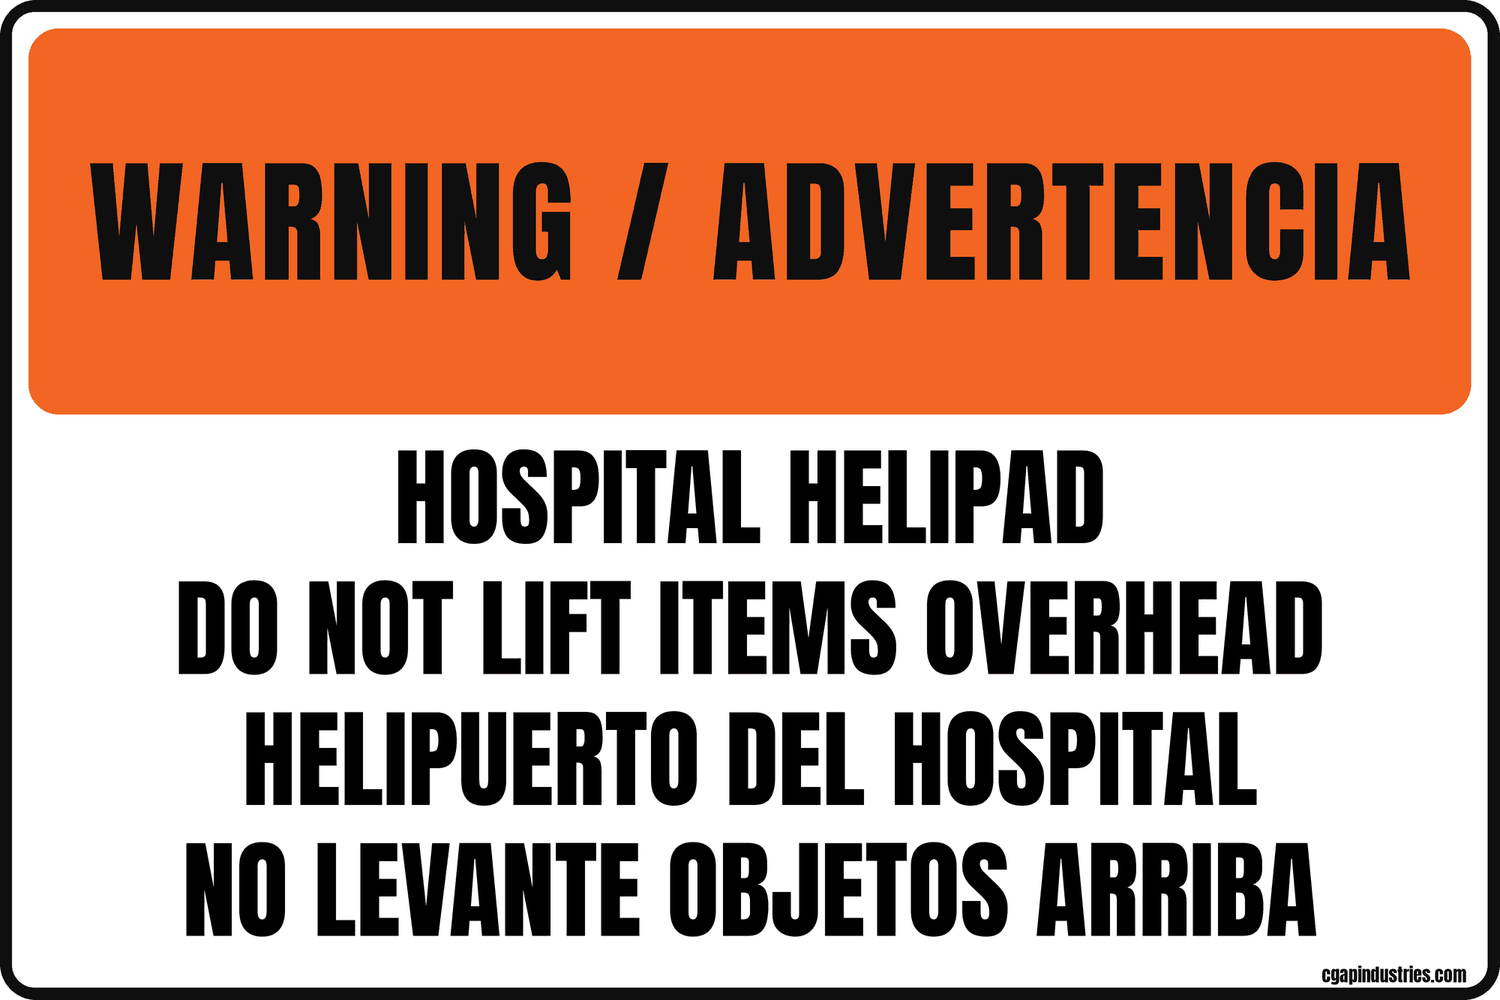 WARNING / ADVERTENCIA
HOSPITAL HELIPAD
DO NOT LIFT ITEMS OVERHEAD
HELIPUERTO DEL HOSPITAL
NO LEVANTE OBJETOS ARRIBA
cgapindustries.com